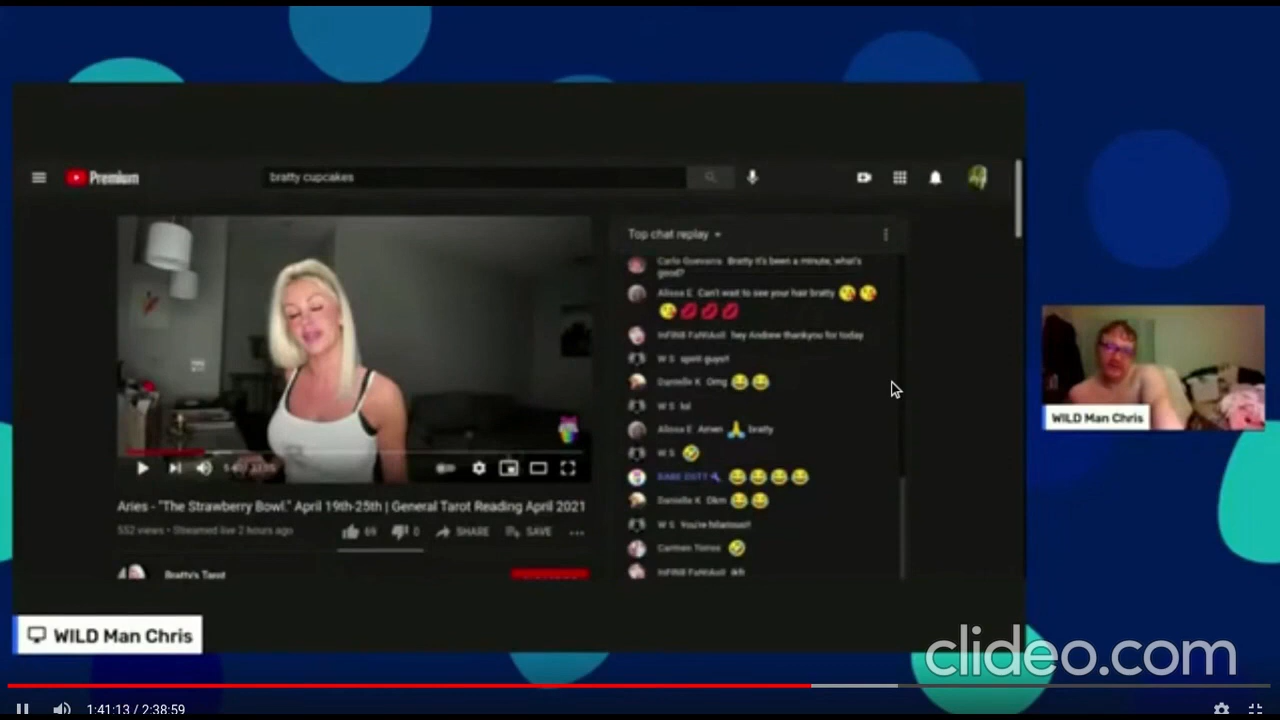 Premium
bratty cupcakes
Top chat replay
Carlo Guevarra Bratty it's been a minute, what's
good?
Alissa E Can't wait to see your hair bratty
hey Andrew thankyou for today
W S spirit guys!!
Danielle K Omg
W S lol
Alissa E Amen bratty
W S
Danielle K Dkm
W S You're hilarious!!
Carmen Torres
Aries - "The Strawberry Bowl." April 19th-25th | General Tarot Reading April 2021
552 views • Streamed live 2 hours ago
69
0
SHARE
SAVE
Bratty's Tarot
WILD Man Chris
WILD Man Chris
clideo.com
1:41:13 / 2:38:59